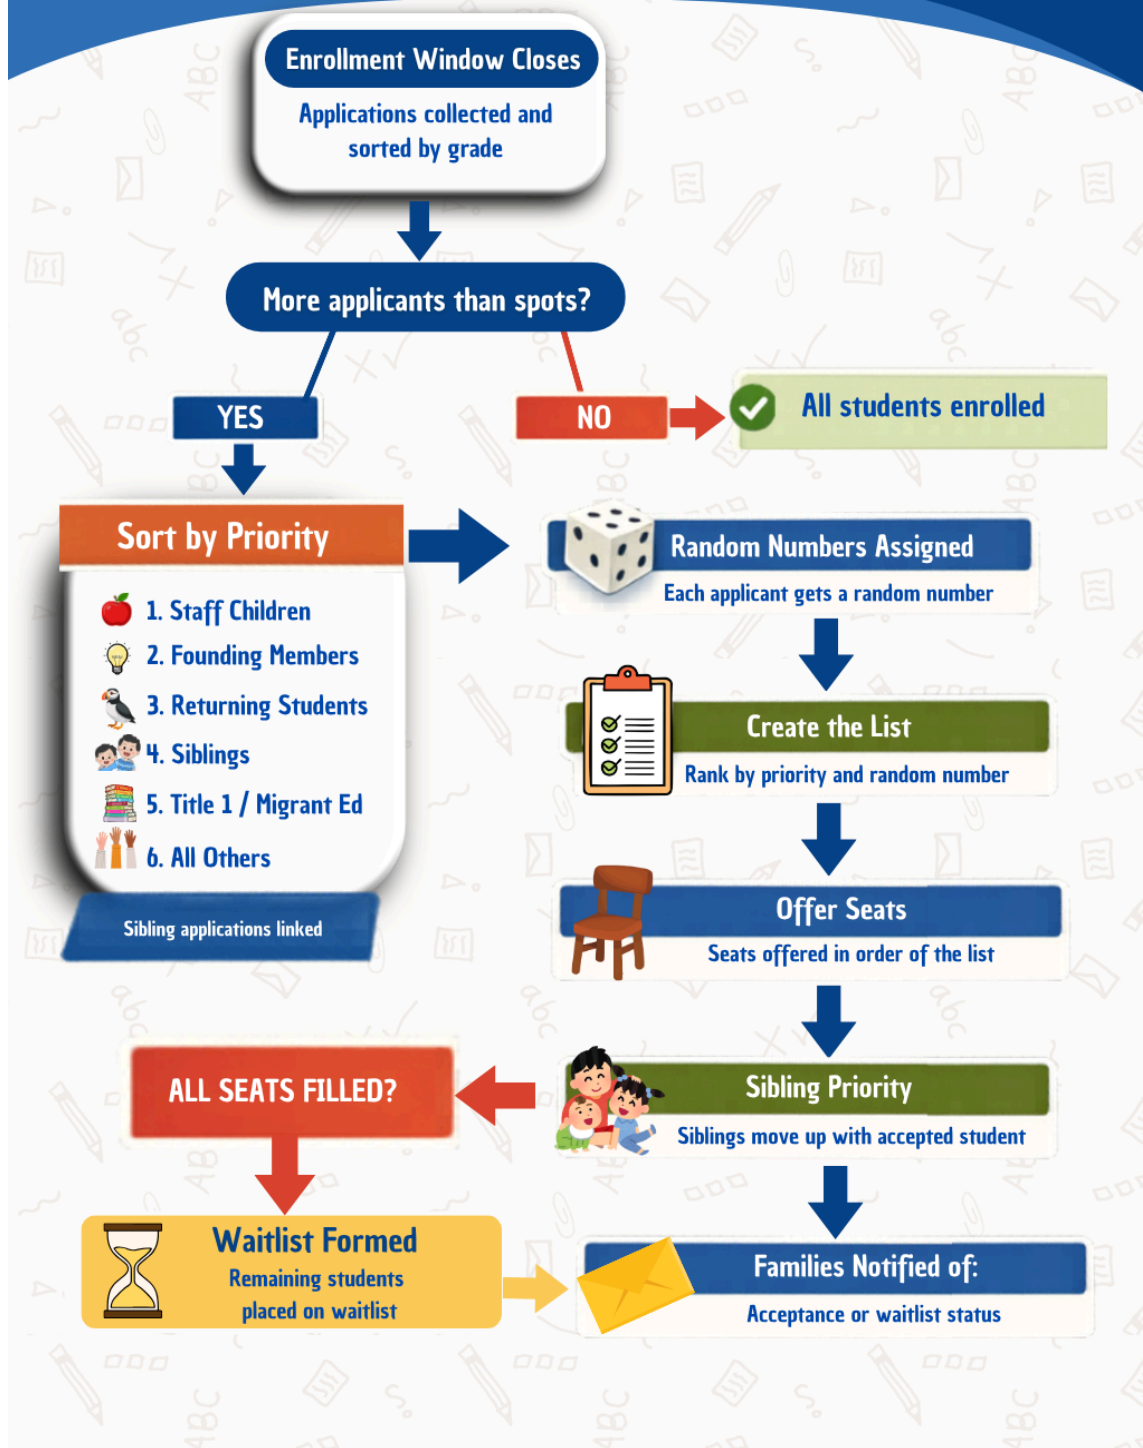 Enrollment Window Closes
Applications collected and
sorted by grade
More applicants than spots?
YES
NO
All students enrolled
Sort by Priority
1. Staff Children
2. Founding Members
3. Returning Students
4. Siblings
5. Title 1 / Migrant Ed
6. All Others
Sibling applications linked
Random Numbers Assigned
Each applicant gets a random number
Create the List
Rank by priority and random number
Offer Seats
Seats offered in order of the list
Sibling Priority
Siblings move up with accepted student
ALL SEATS FILLED?
Waitlist Formed
Remaining students
placed on waitlist
Families Notified of:
Acceptance or waitlist status